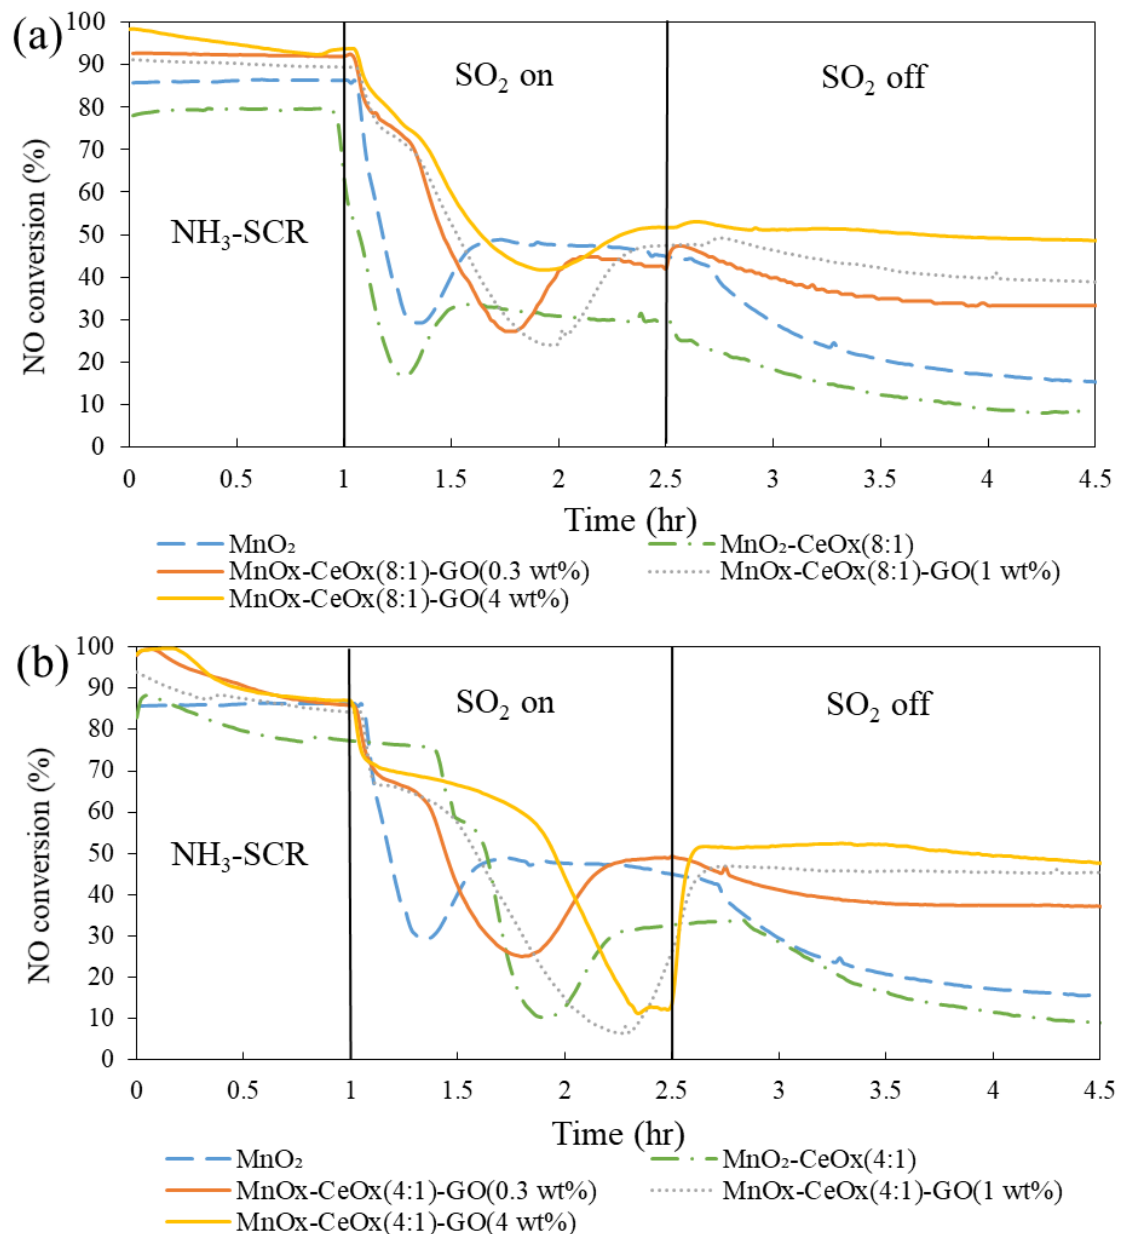 (a)
100
90
80
70
60
50
40
30
20
10
0
NO conversion (%)
NH₃-SCR
SO₂ on
SO₂ off
0 0.5 1 1.5 2 2.5 3 3.5 4 4.5
Time (hr)
MnO₂ MnO₂-CeOx(8:1)
MnOx-CeOx(8:1)-GO(0.3 wt%) MnOx-CeOx(8:1)-GO(1 wt%)
MnOx-CeOx(8:1)-GO(4 wt%)
(b)
100
90
80
70
60
50
40
30
20
10
0
NO conversion (%)
NH₃-SCR
SO₂ on
SO₂ off
0 0.5 1 1.5 2 2.5 3 3.5 4 4.5
Time (hr)
MnO₂ MnO₂-CeOx(4:1)
MnOx-CeOx(4:1)-GO(0.3 wt%) MnOx-CeOx(4:1)-GO(1 wt%)
MnOx-CeOx(4:1)-GO(4 wt%)